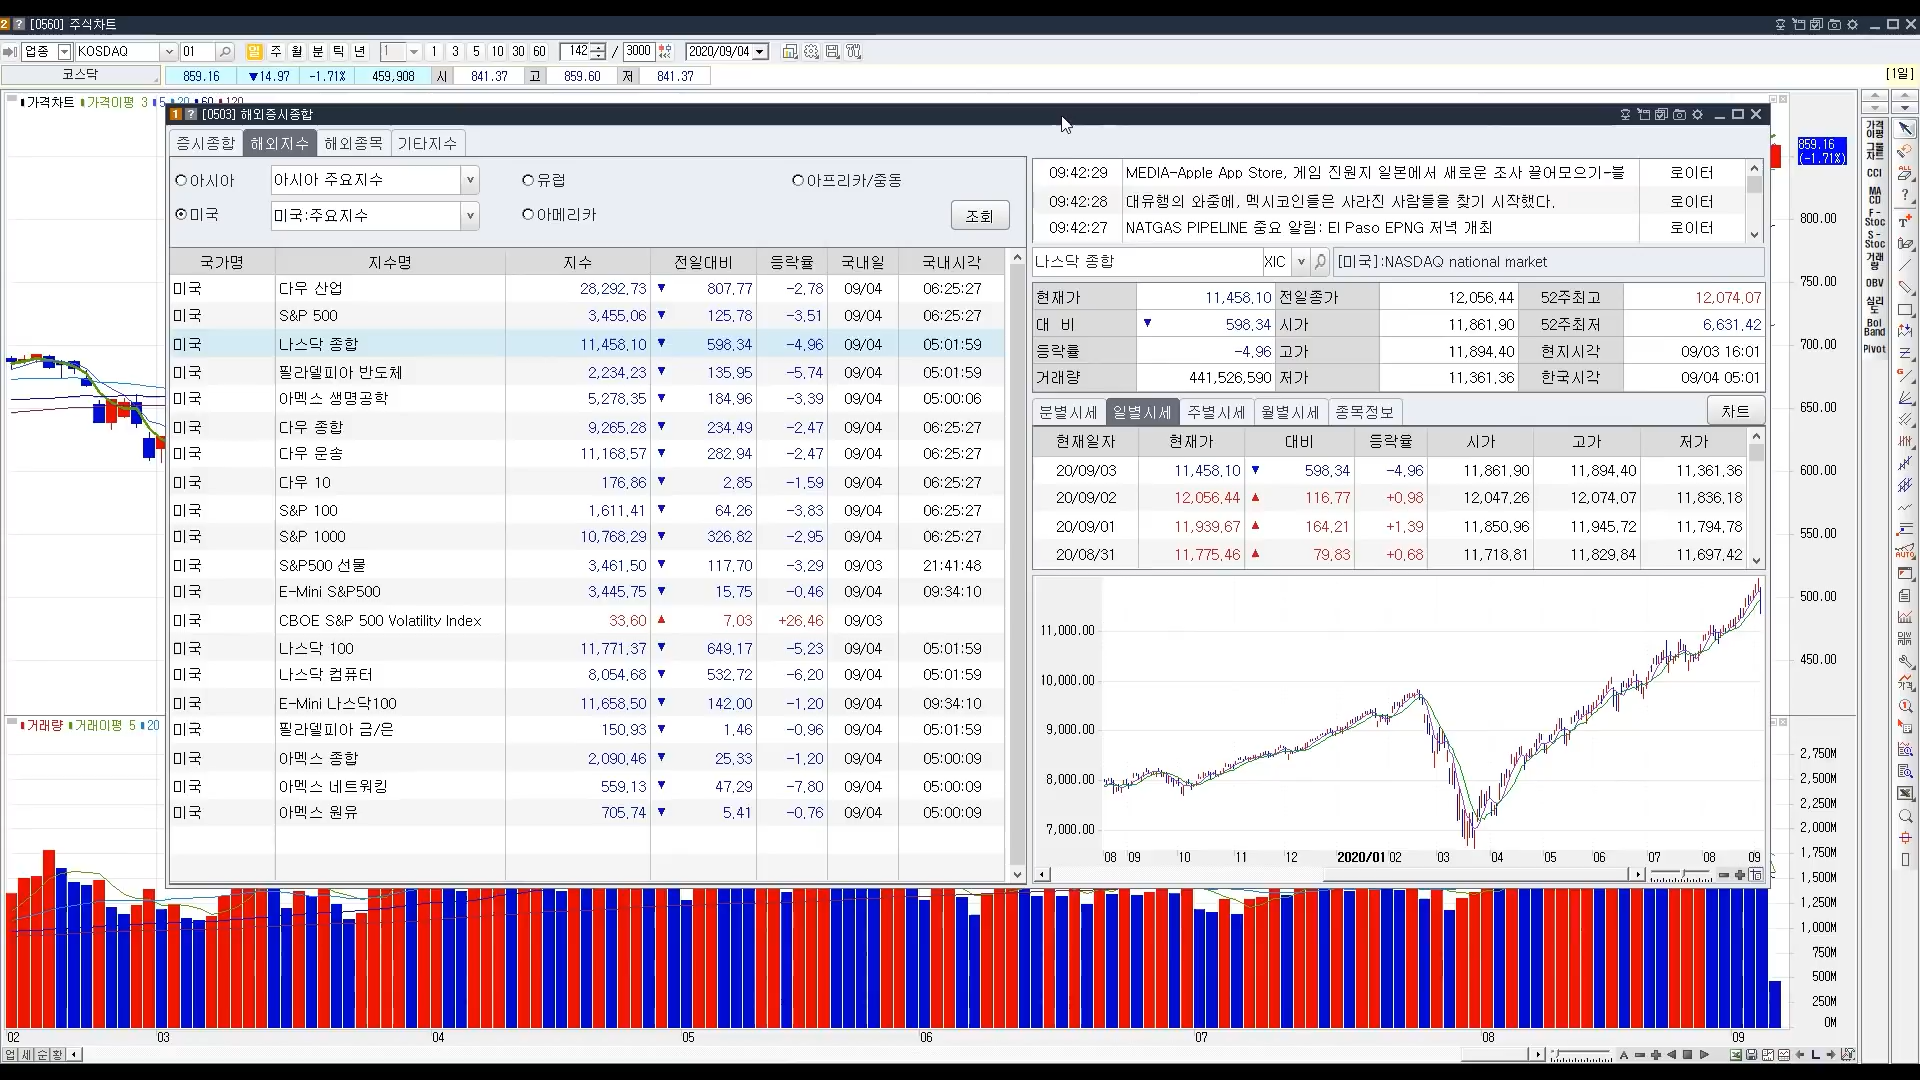 2 ? [0560] 주식차트
업종 KOSDAQ 01 일 주 월 분 틱 년 1 1 3 5 10 30 60 142 / 3000 2020/09/04
코스닥 859.16 ▼14.97 -1.71% 459,908 시 841.37 고 859.60 저 841.37 [1일]
가격차트 가격이평 3 5 20 60 120
1 ? [0503] 해외증시종합
증시종합 해외지수 해외종목 기타지수
아시아 아시아 주요지수 유럽 아프리카/중동
미국 미국:주요지수 아메리카 조회
국가명 지수명 지수 전일대비 등락율 국내일 국내시각
미국 다우 산업 28,292.73 ▼ 807.77 -2.78 09/04 06:25:27
미국 S&P 500 3,455.06 ▼ 125.78 -3.51 09/04 06:25:27
미국 나스닥 종합 11,458.10 ▼ 598.34 -4.96 09/04 05:01:59
미국 필라델피아 반도체 2,234.23 ▼ 135.95 -5.74 09/04 05:01:59
미국 아멕스 생명공학 5,278.35 ▼ 184.96 -3.39 09/04 05:00:06
미국 다우 종합 9,265.28 ▼ 234.49 -2.47 09/04 06:25:27
미국 다우 운송 11,168.57 ▼ 282.94 -2.47 09/04 06:25:27
미국 다우 10 176.86 ▼ 2.85 -1.59 09/04 06:25:27
미국 S&P 100 1,611.41 ▼ 64.26 -3.83 09/04 06:25:27
미국 S&P 1000 10,768.29 ▼ 326.82 -2.95 09/04 06:25:27
미국 S&P500 선물 3,461.50 ▼ 117.70 -3.29 09/03 21:41:48
미국 E-Mini S&P500 3,445.75 ▼ 15.75 -0.46 09/04 09:34:10
미국 CBOE S&P 500 Volatility Index 33.60 ▲ 7.03 +26.46 09/03
미국 나스닥 100 11,771.37 ▼ 649.17 -5.23 09/04 05:01:59
미국 나스닥 컴퓨터 8,054.68 ▼ 532.72 -6.20 09/04 05:01:59
미국 E-Mini 나스닥100 11,658.50 ▼ 142.00 -1.20 09/04 09:34:10
미국 필라델피아 금/은 150.93 ▼ 1.46 -0.96 09/04 05:01:59
미국 아멕스 종합 2,090.46 ▼ 25.33 -1.20 09/04 05:00:09
미국 아멕스 네트워킹 559.13 ▼ 47.29 -7.80 09/04 05:00:09
미국 아멕스 원유 705.74 ▼ 5.41 -0.76 09/04 05:00:09
09:42:29 MEDIA-Apple App Store, 게임 진원지 일본에서 새로운 조사 끌어모으기-블 로이터
09:42:28 대유행의 와중에, 멕시코인들은 사라진 사람들을 찾기 시작했다. 로이터
09:42:27 NATGAS PIPELINE 중요 알림: El Paso EPNG 저녁 개최 로이터
나스닥 종합 XIC [미국]:NASDAQ national market
현재가 11,458.10 전일종가 12,056.44 52주최고 12,074.07
대 비 ▼ 598.34 시가 11,861.90 52주최저 6,631.42
등락율 -4.96 고가 11,894.40 현지시각 09/03 16:01
거래량 441,526,590 저가 11,361.36 한국시각 09/04 05:01
분별시세 일별시세 주별시세 월별시세 종목정보 차트
현재일자 현재가 대비 등락율 시가 고가 저가
20/09/03 11,458.10 ▼ 598.34 -4.96 11,861.90 11,894.40 11,361.36
20/09/02 12,056.44 ▲ 116.77 +0.98 12,047.26 12,074.07 11,836.18
20/09/01 11,939.67 ▲ 164.21 +1.39 11,850.96 11,945.72 11,794.78
20/08/31 11,775.46 ▲ 79.83 +0.68 11,718.81 11,829.84 11,697.42
11,000.00
10,000.00
9,000.00
8,000.00
7,000.00
08 09 10 11 12 2020/01 02 03 04 05 06 07 08 09
859.16
(-1.71%)
800.00
750.00
700.00
650.00
600.00
550.00
500.00
450.00
가격이평
그물차트
CCI
MACD
F-Stoc
S-Stoc
거래량
OBV
심리도
Bol Band
Pivot
거래량 거래이평 5 20
2,750M
2,500M
2,250M
2,000M
1,750M
1,500M
1,250M
1,000M
750M
500M
250M
0M
02 03 04 05 06 07 08 09
업 세 순 황
A